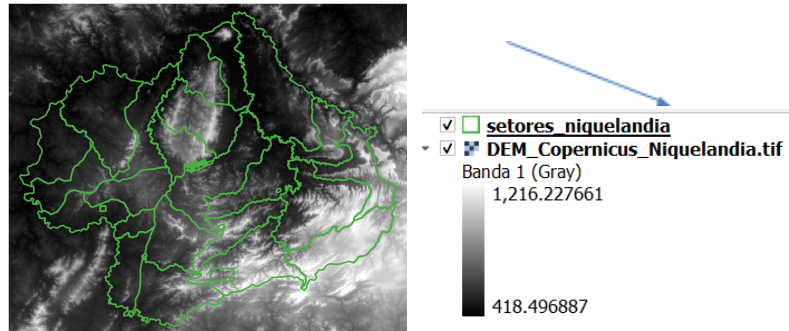 setores_niquelandia
DEM_Copernicus_Niquelandia.tif
Banda 1 (Gray)
1,216.227661
418.496887